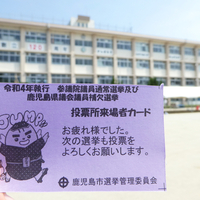 令和4年執行 参議院議員通常選挙及び
鹿児島県議会議員補欠選挙
投票所来場者カード
JUMP!!
お疲れ様でした。
次の選挙も投票を
よろしくお願いします。
鹿児島市選挙管理委員会